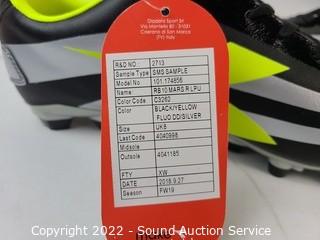 Diadora Sport Srl
Via Montello 80 - 31031
Caerano di San Marco
(TV) Italy
R&D NO: 2713
Sample Type SMS SAMPLE
Model No 101.174856
Name RB10 MARS R LPU
Color Code C3262
Color BLACK/YELLOW
FLUO DD/SILVER
Size UK8
Last Code 4040998
Midsole
Outsole 4041185
FTY XW
DATE 2018.9.27
Season FW19
Copyright 2022 - Sound Auction Service